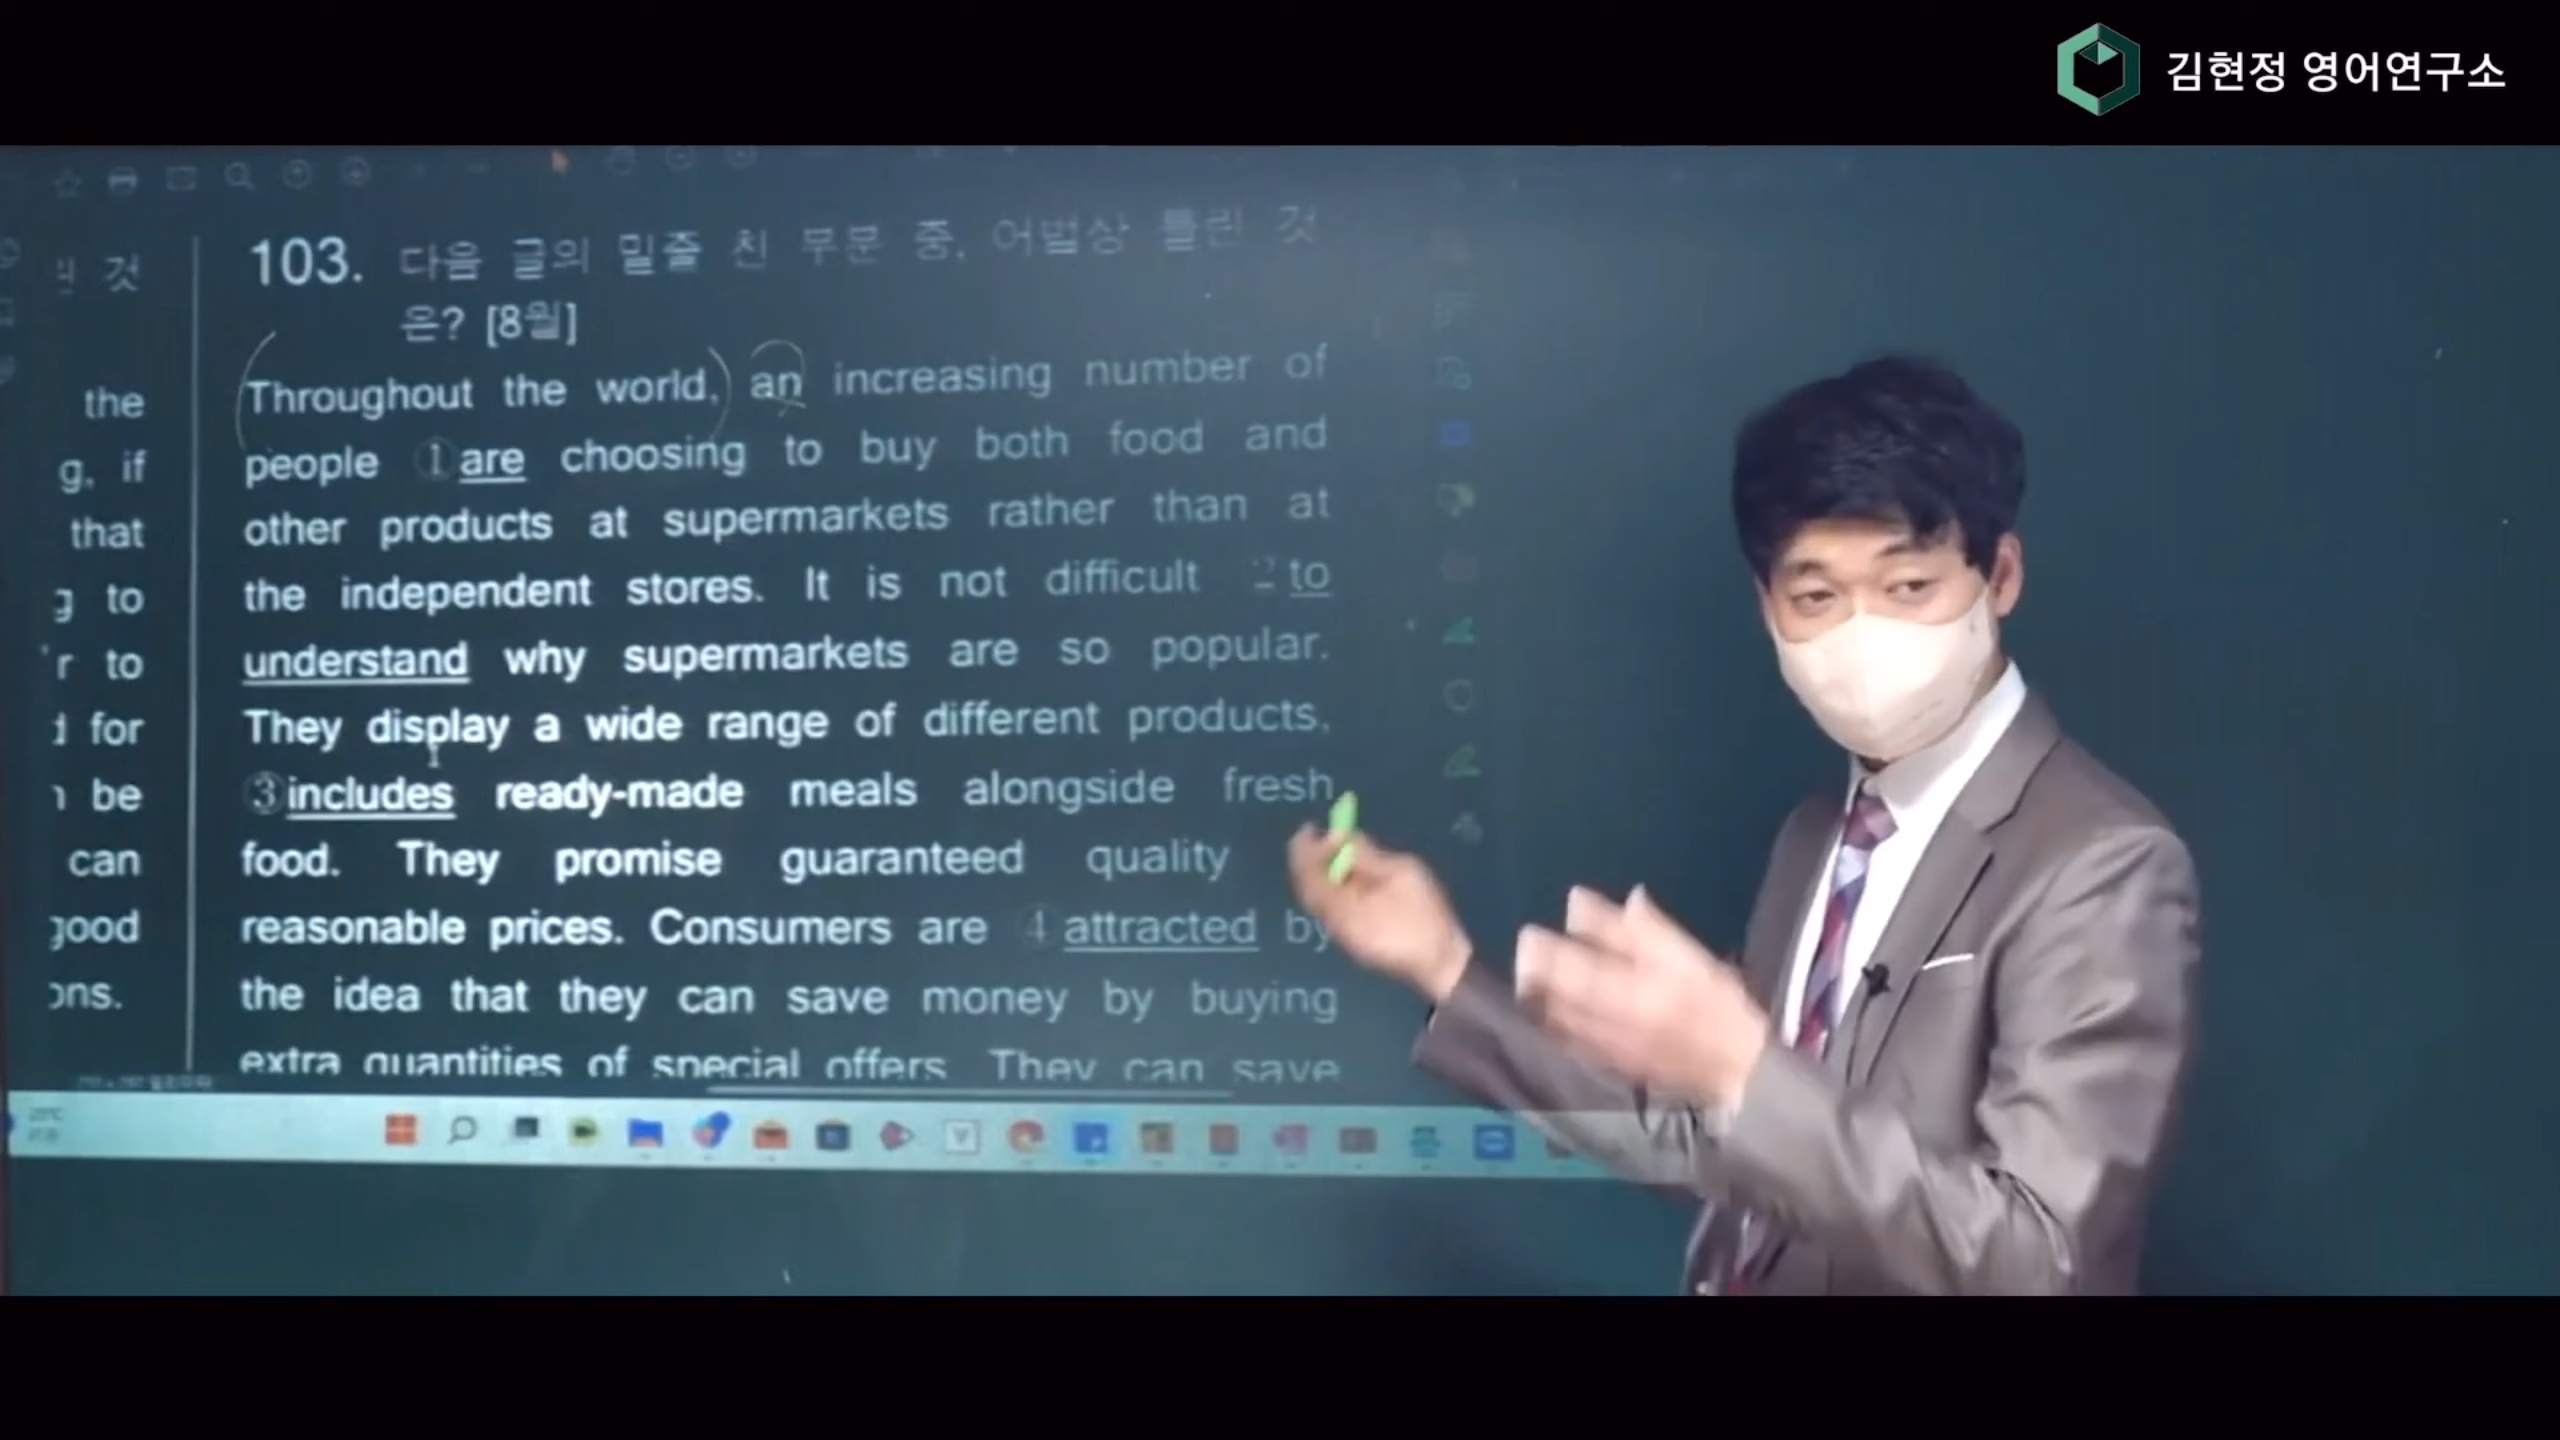 김현정 영어연구소
것
the
g, if
that
g to
r to
d for
be
can
good
ons.
103. 다음 글의 밑줄 친 부분 중, 어법상 틀린 것
은? [8월]
Throughout the world, an increasing number of
people ①are choosing to buy both food and
other products at supermarkets rather than at
the independent stores. It is not difficult ②to
understand why supermarkets are so popular.
They display a wide range of different products,
③includes ready-made meals alongside fresh
food. They promise guaranteed quality
reasonable prices. Consumers are ④attracted by
the idea that they can save money by buying
extra quantities of special offers. They can save